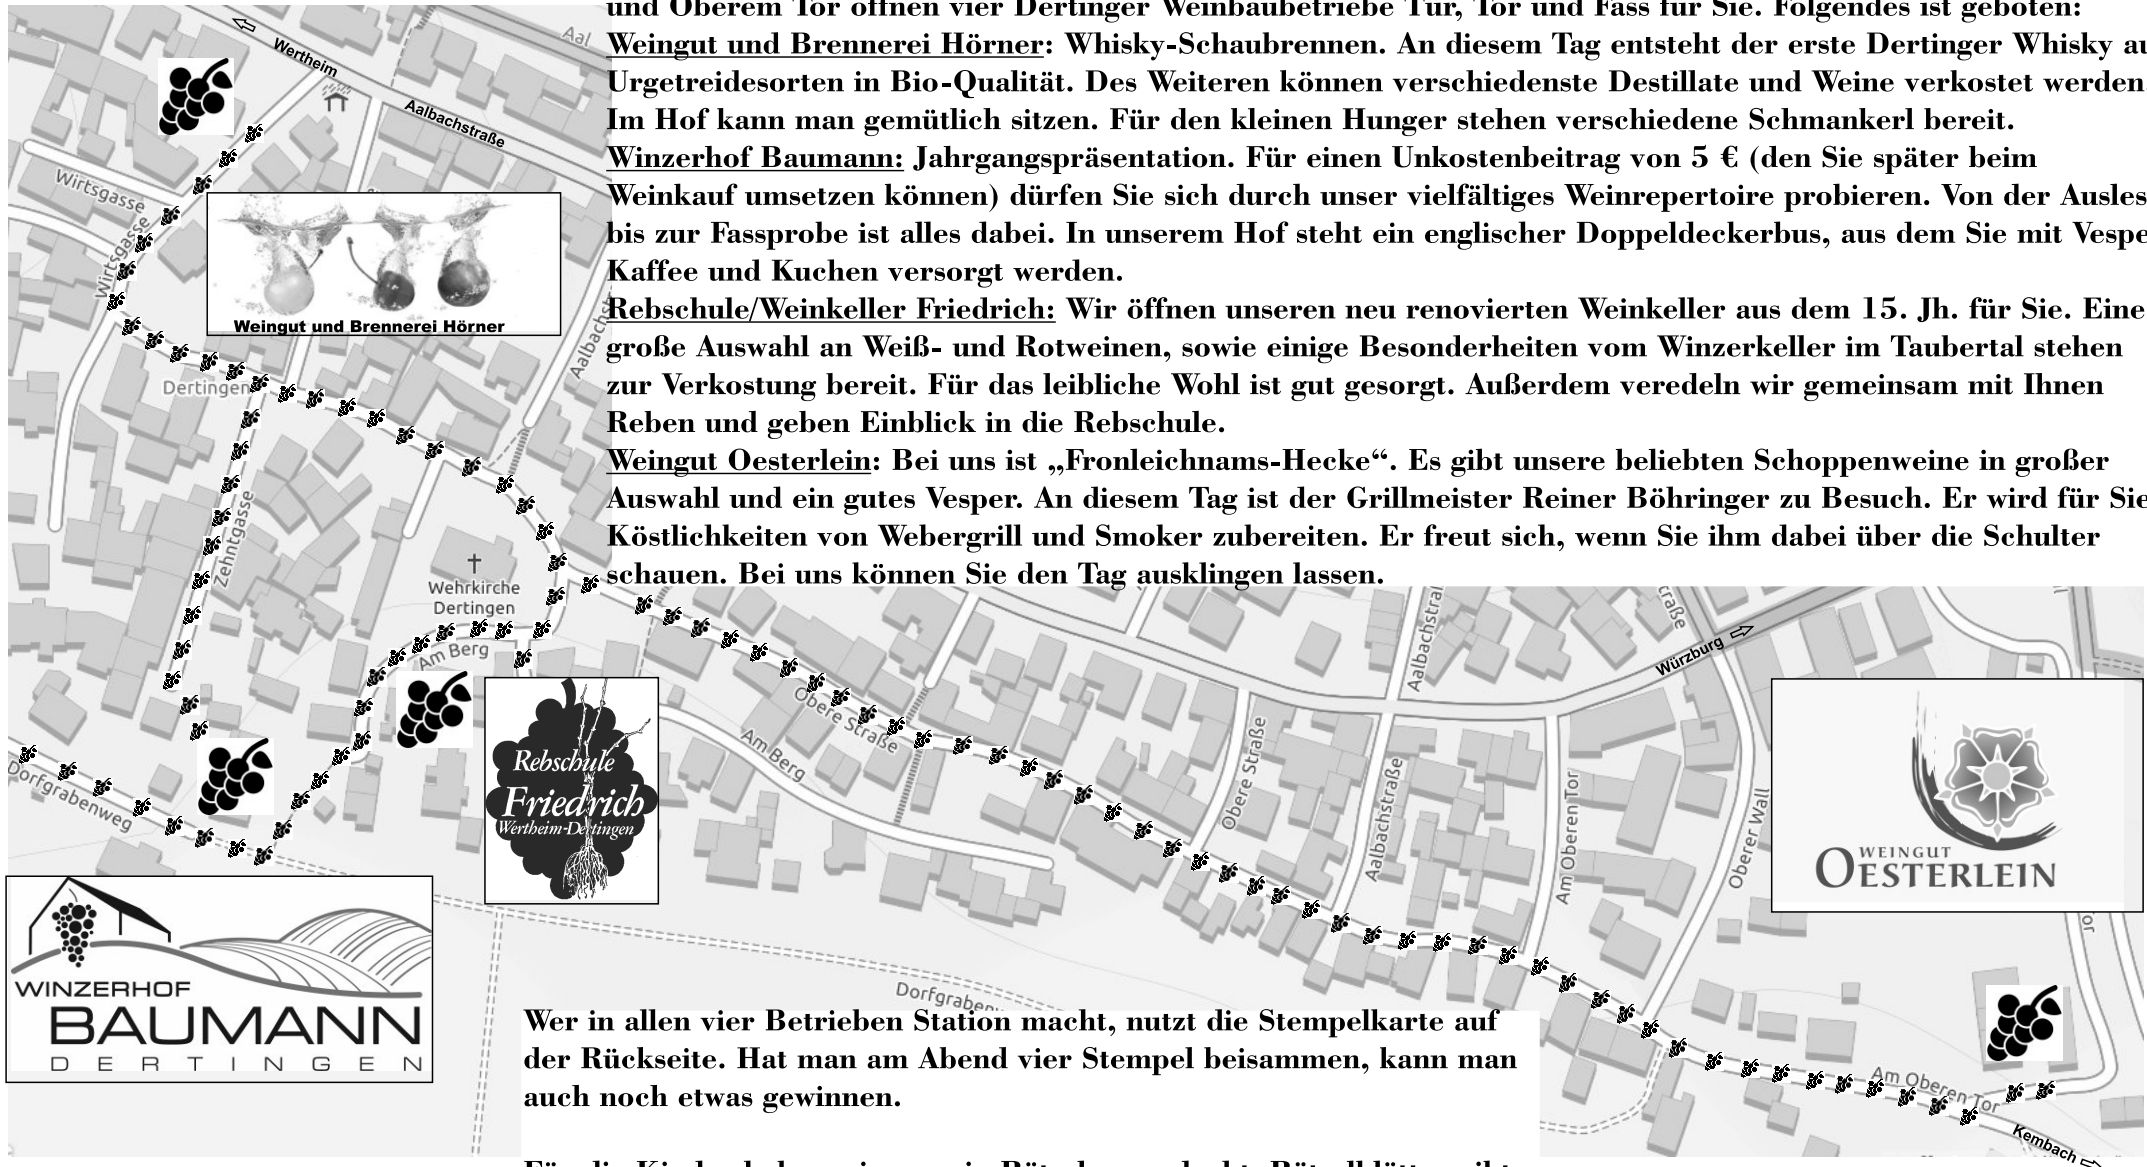 und Oberem Tor öffnen vier Dertinger Weinbaubetriebe Tür, Tor und Fass für Sie. Folgendes ist geboten:
Weingut und Brennerei Hörner: Whisky-Schaubrennen. An diesem Tag entsteht der erste Dertinger Whisky au
Urgetreidesorten in Bio-Qualität. Des Weiteren können verschiedenste Destillate und Weine verkostet werden.
Im Hof kann man gemütlich sitzen. Für den kleinen Hunger stehen verschiedene Schmankerl bereit.
Winzerhof Baumann: Jahrgangspräsentation. Für einen Unkostenbeitrag von 5 € (den Sie später beim
Weinkauf umsetzen können) dürfen Sie sich durch unser vielfältiges Weinrepertoire probieren. Von der Ausles
bis zur Fassprobe ist alles dabei. In unserem Hof steht ein englischer Doppeldeckerbus, aus dem Sie mit Vespe
Kaffee und Kuchen versorgt werden.
Rebschule/Weinkeller Friedrich: Wir öffnen unseren neu renovierten Weinkeller aus dem 15. Jh. für Sie. Eine
große Auswahl an Weiß- und Rotweinen, sowie einige Besonderheiten vom Winzerkeller im Taubertal stehen
zur Verkostung bereit. Für das leibliche Wohl ist gut gesorgt. Außerdem veredeln wir gemeinsam mit Ihnen
Reben und geben Einblick in die Rebschule.
Weingut Oesterlein: Bei uns ist „Fronleichnams-Hecke“. Es gibt unsere beliebten Schoppenweine in großer
Auswahl und ein gutes Vesper. An diesem Tag ist der Grillmeister Reiner Böhringer zu Besuch. Er wird für Sie
Köstlichkeiten von Webergrill und Smoker zubereiten. Er freut sich, wenn Sie ihm dabei über die Schulter
schauen. Bei uns können Sie den Tag ausklingen lassen.
Aal
Wertheim
Aalbachstraße
Wirtsgasse
Wirtsgasse
Weingut und Brennerei Hörner
Aalbachst
Dertingen
Zehntgasse
Wehrkirche
Dertingen
Am Berg
Aalbachstraß
traße
Würzburg
Obere Straße
Am Berg
Obere Straße
Aalbachstraße
Am Oberen Tor
Oberer Wall
Dorfgrabenweg
Rebschule
Friedrich
Wertheim-Dertingen
WEINGUT
OESTERLEIN
Tor
WINZERHOF
BAUMANN
DERTINGEN
Dorfgrabenw
Am Oberen Tor
Kembach
Wer in allen vier Betrieben Station macht, nutzt die Stempelkarte auf
der Rückseite. Hat man am Abend vier Stempel beisammen, kann man
auch noch etwas gewinnen.